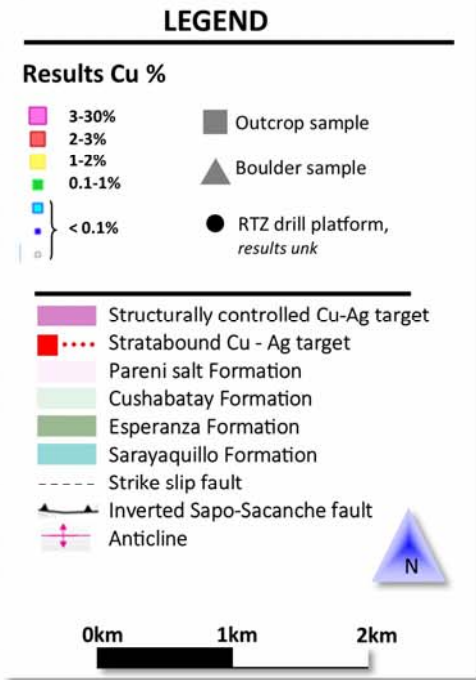 LEGEND
Results Cu %
3-30%
2-3%
1-2%
0.1-1%
< 0.1%
Outcrop sample
Boulder sample
RTZ drill platform,
results unk
Structurally controlled Cu-Ag target
Stratabound Cu - Ag target
Pareni salt Formation
Cushabatay Formation
Esperanza Formation
Sarayaquillo Formation
Strike slip fault
Inverted Sapo-Sacanche fault
Anticline
N
0km 1km 2km